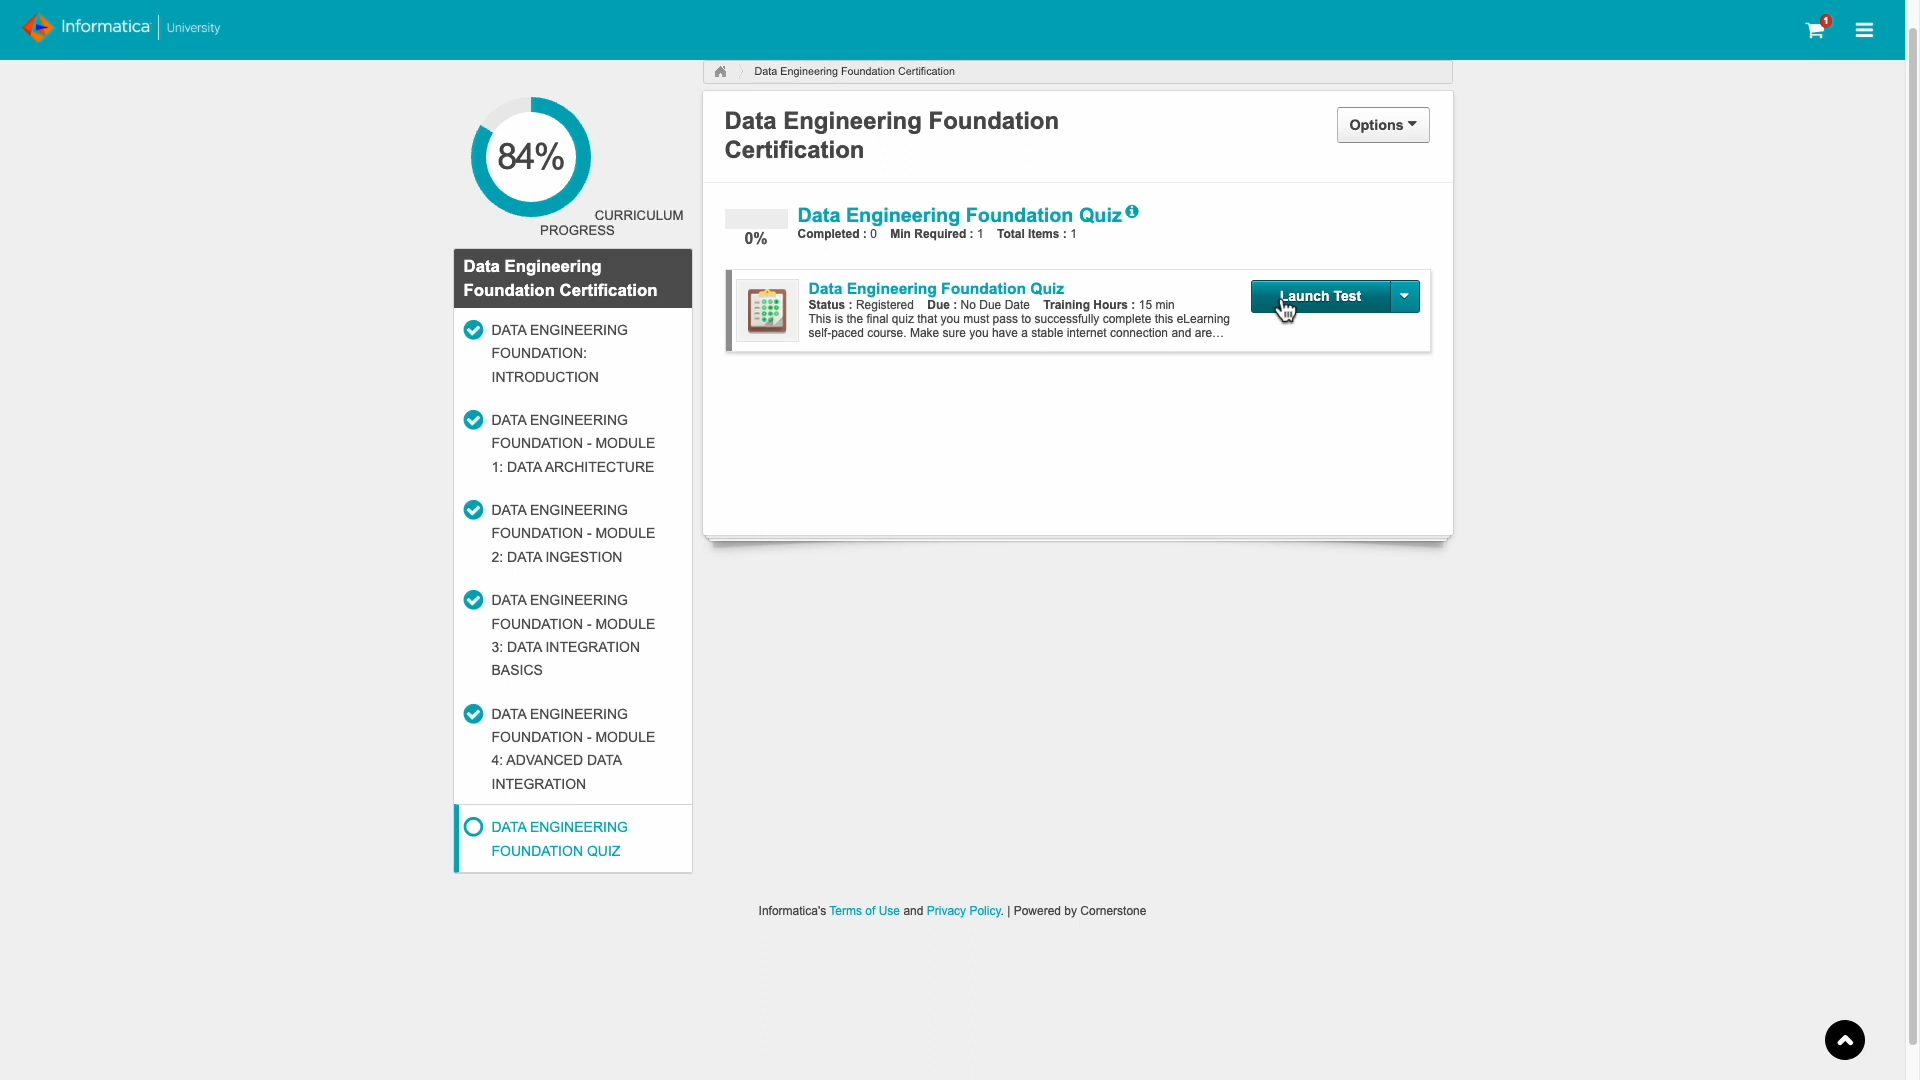 Informatica University
1
Data Engineering Foundation Certification
84%
CURRICULUM
PROGRESS
Data Engineering
Foundation Certification
DATA ENGINEERING
FOUNDATION:
INTRODUCTION
DATA ENGINEERING
FOUNDATION - MODULE
1: DATA ARCHITECTURE
DATA ENGINEERING
FOUNDATION - MODULE
2: DATA INGESTION
DATA ENGINEERING
FOUNDATION - MODULE
3: DATA INTEGRATION
BASICS
DATA ENGINEERING
FOUNDATION - MODULE
4: ADVANCED DATA
INTEGRATION
DATA ENGINEERING
FOUNDATION QUIZ
Data Engineering Foundation
Certification
Options
Data Engineering Foundation Quiz
0%
Completed : 0 Min Required : 1 Total Items : 1
Data Engineering Foundation Quiz
Status : Registered Due : No Due Date Training Hours : 15 min
This is the final quiz that you must pass to successfully complete this eLearning
self-paced course. Make sure you have a stable internet connection and are...
Launch Test
Informatica's Terms of Use and Privacy Policy. | Powered by Cornerstone